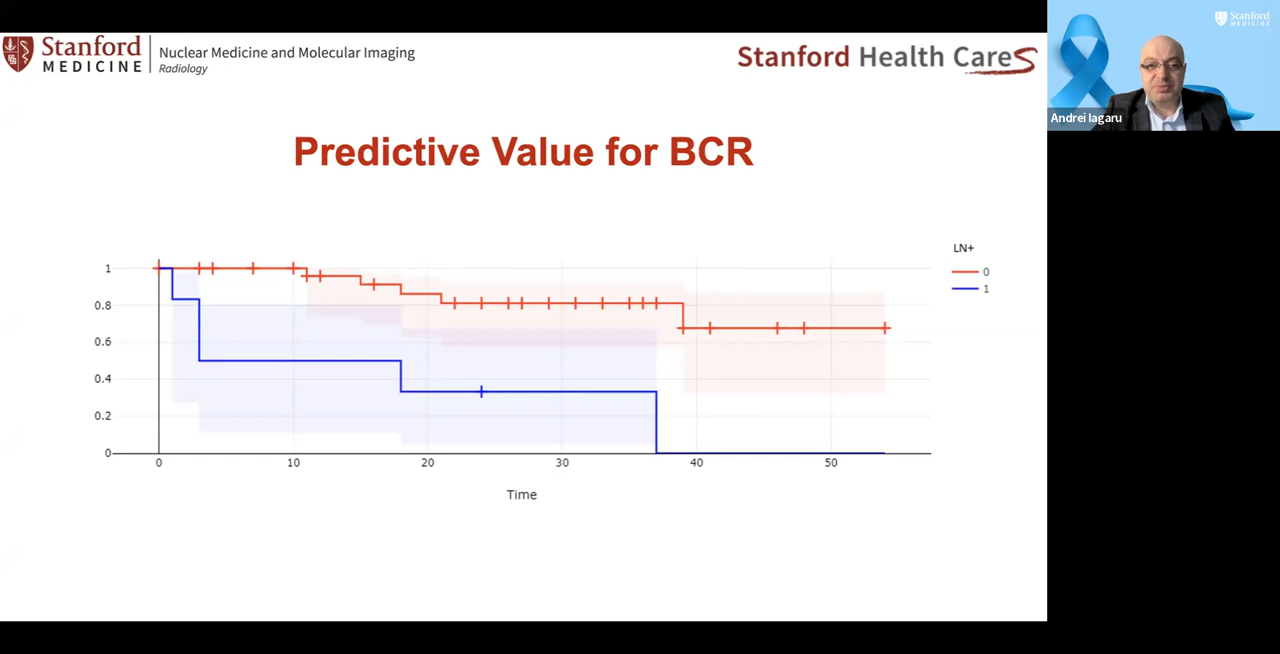 Stanford
MEDICINE
Nuclear Medicine and Molecular Imaging
Radiology
Stanford Health Care
Stanford
MEDICINE
Andrei Iagaru
Predictive Value for BCR
LN+
0
1
1
0.8
0.6
0.4
0.2
0
0 10 20 30 40 50
Time